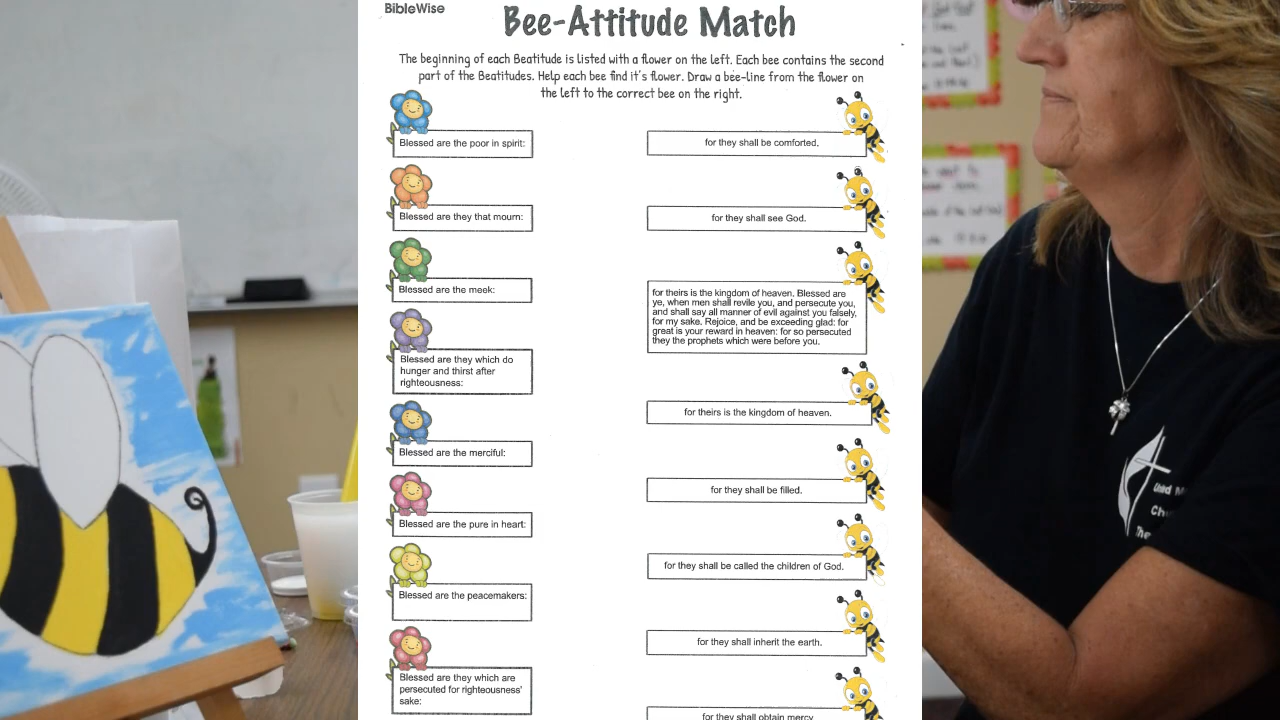 BibleWise
Bee-Attitude Match
The beginning of each Beatitude is listed with a flower on the left. Each bee contains the second
part of the Beatitudes. Help each bee find it's flower. Draw a bee-line from the flower on
the left to the correct bee on the right.
Blessed are the poor in spirit:
for they shall be comforted.
Blessed are they that mourn:
for they shall see God.
Blessed are the meek:
for theirs is the kingdom of heaven. Blessed are
ye, when men shall revile you, and persecute you,
and shall say all manner of evil against you falsely,
for my sake. Rejoice, and be exceeding glad: for
great is your reward in heaven: for so persecuted
they the prophets which were before you.
Blessed are they which do
hunger and thirst after
righteousness:
for theirs is the kingdom of heaven.
Blessed are the merciful:
for they shall be filled.
Blessed are the pure in heart:
for they shall be called the children of God.
Blessed are the peacemakers:
for they shall inherit the earth.
Blessed are they which are
persecuted for righteousness'
sake:
for they shall obtain mercy